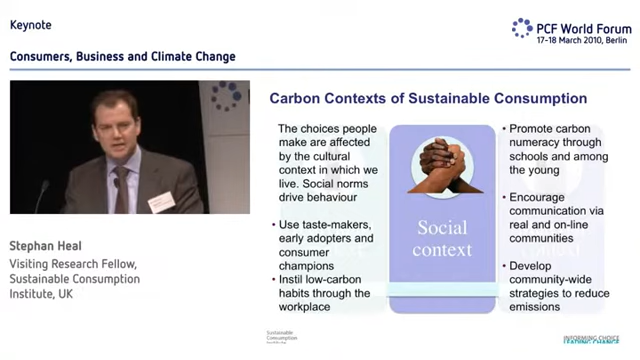 Keynote
PCF World Forum
17-18 March 2010, Berlin
Consumers, Business and Climate Change
Carbon Contexts of Sustainable Consumption
The choices people
make are affected by
by the cultural
context in which we
live. Social norms
drive behaviour
• Use taste-makers,
early adopters and
consumer
champions
• Instil low-carbon
habits through the
workplace
Social
context
• Promote carbon
numeracy through
schools and among
the young
• Encourage
communication via
real and on-line
communities
• Develop
community-wide
strategies to reduce
emissions
Stephan Heal
Visiting Research Fellow,
Sustainable Consumption
Institute, UK
Sustainable
Consumption
INFORMING CHOICE
LEADING CHANGE